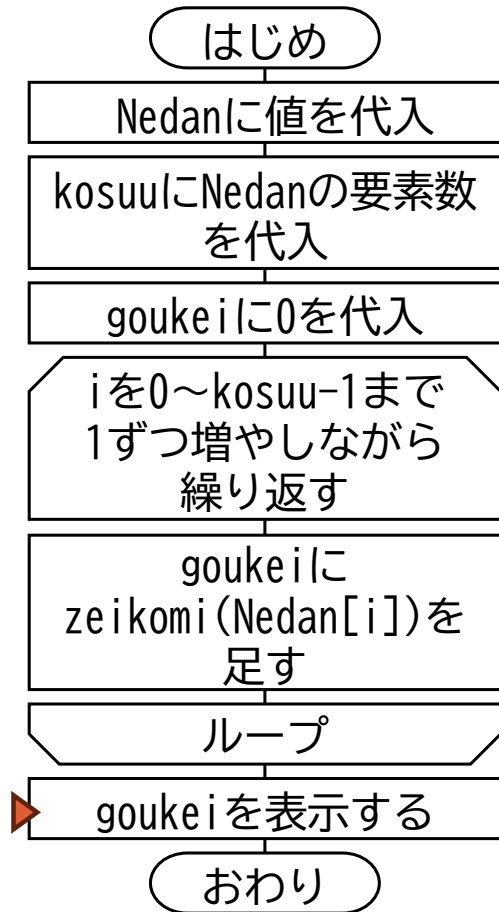 はじめ
Nedanに値を代入
kosuuにNedanの要素数
を代入
goukeiに0を代入
iを0～kosuu-1まで
1ずつ増やしながら
繰り返す
goukeiに
zeikomi(Nedan[i])を
足す
ループ
goukeiを表示する
おわり